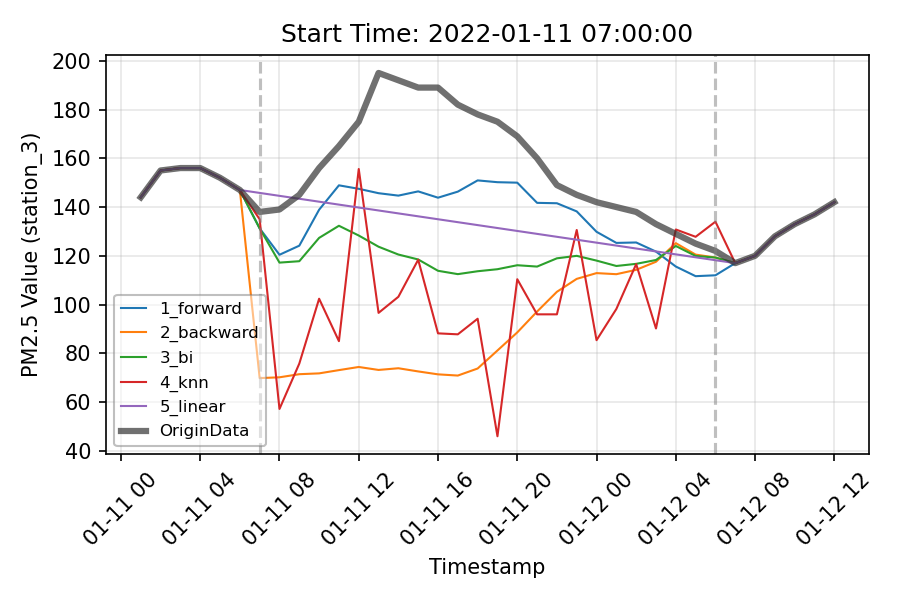 Start Time: 2022-01-11 07:00:00
PM2.5 Value (station_3)
200
180
160
140
120
100
80
60
40
1_forward
2_backward
3_bi
4_knn
5_linear
OriginData
01-11 00
01-11 04
01-11 08
01-11 12
01-11 16
01-11 20
01-12 00
01-12 04
01-12 08
01-12 12
Timestamp